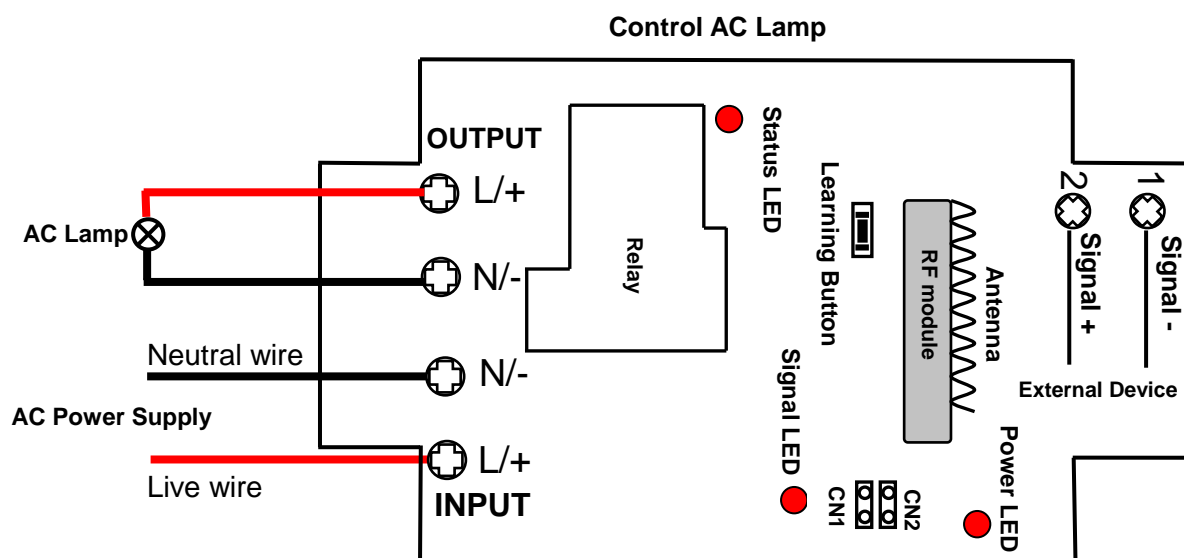 Control AC Lamp
OUTPUT
L/+
AC Lamp
N/-
Neutral wire
N/-
AC Power Supply
L/+
Live wire
INPUT
Relay
Status LED
Learning Button
RF module
Antenna
Signal LED
CN1
CN2
Power LED
2
1
Signal +
Signal -
External Device